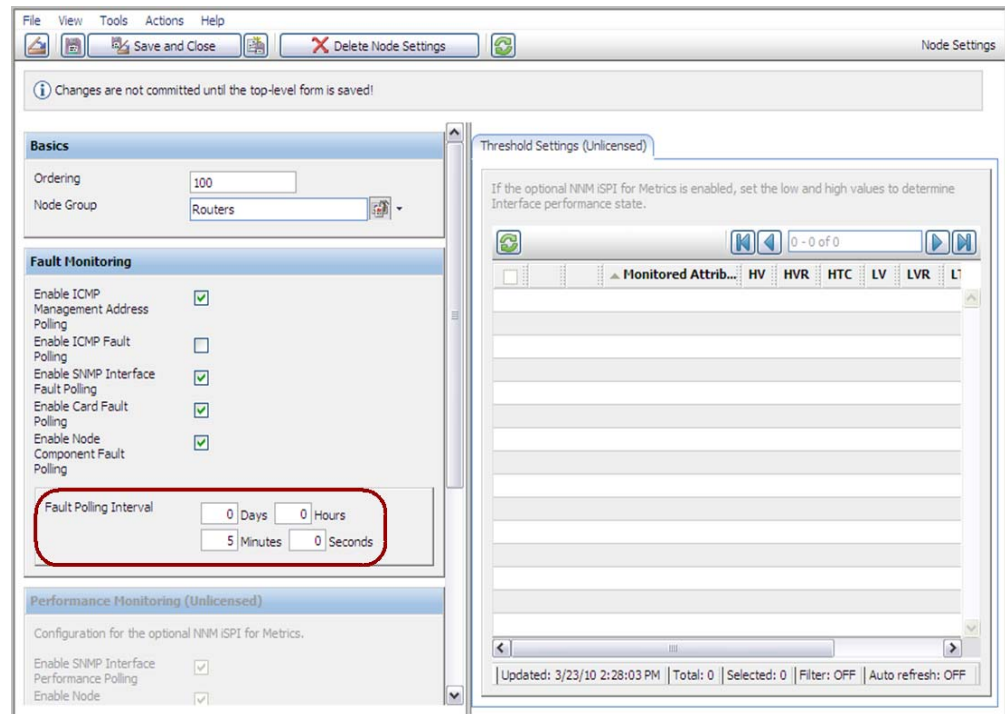 File View Tools Actions Help
Save and Close
Delete Node Settings
Node Settings
Changes are not committed until the top-level form is saved!
Basics
Ordering
100
Node Group
Routers
Fault Monitoring
Enable ICMP
Management Address
Polling
Enable ICMP Fault
Polling
Enable SNMP Interface
Fault Polling
Enable Card Fault
Polling
Enable Node
Component Fault
Polling
Fault Polling Interval
0 Days 0 Hours
5 Minutes 0 Seconds
Performance Monitoring (Unlicensed)
Configuration for the optional NNM iSPI for Metrics.
Enable SNMP Interface
Performance Polling
Enable Node
Threshold Settings (Unlicensed)
If the optional NNM iSPI for Metrics is enabled, set the low and high values to determine
Interface performance state.
0 - 0 of 0
Monitored Attrib... HV HVR HTC LV LVR
Updated: 3/23/10 2:28:03 PM Total: 0 Selected: 0 Filter: OFF Auto refresh: OFF